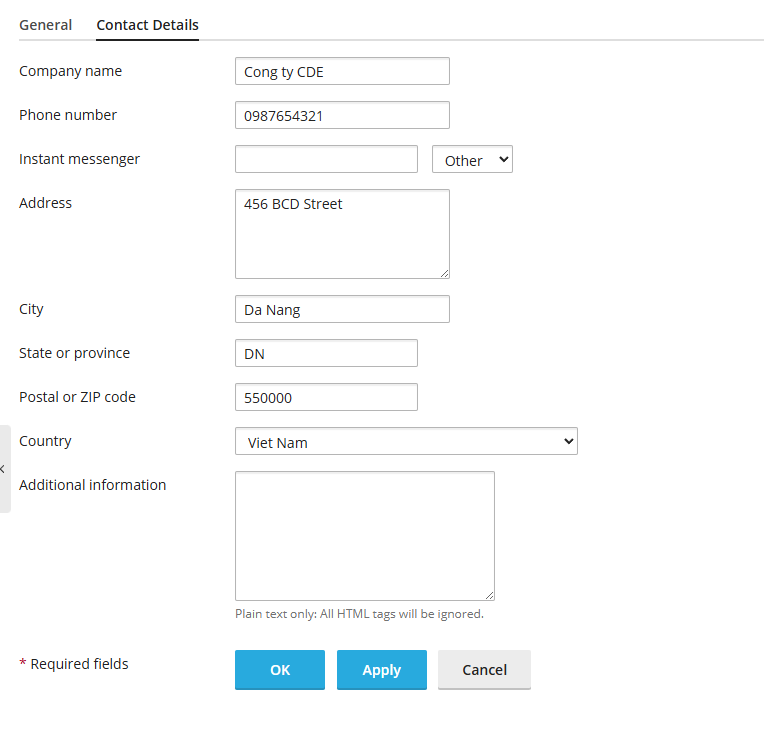 General Contact Details
Company name Cong ty CDE
Phone number 0987654321
Instant messenger Other
Address 456 BCD Street
City Da Nang
State or province DN
Postal or ZIP code 550000
Country Viet Nam
Additional information
Plain text only: All HTML tags will be ignored.
* Required fields OK Apply Cancel